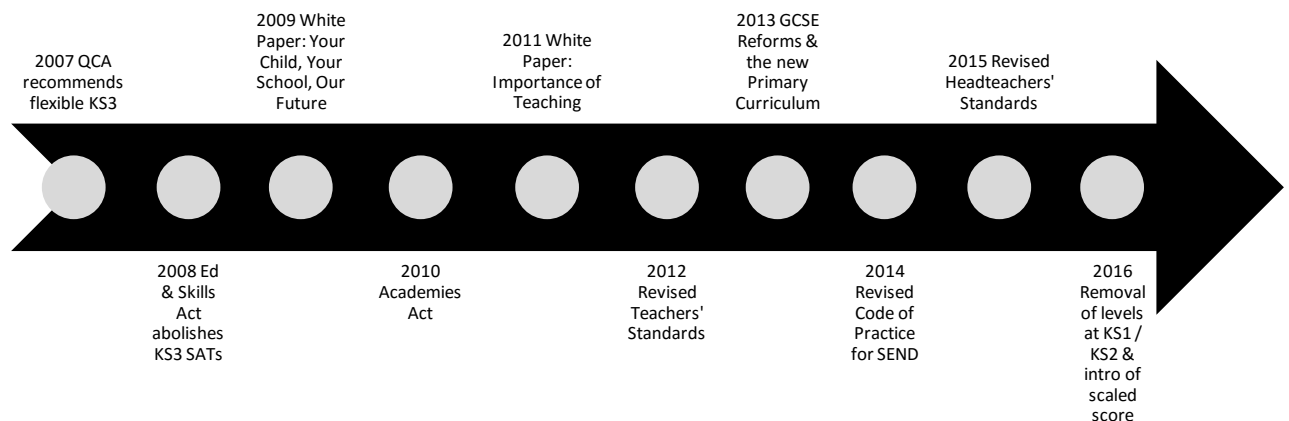 2007 QCA
recommends
flexible KS3
2008 Ed
& Skills
Act
abolishes
KS3 SATs
2009 White
Paper: Your
Child, Your
School, Our
Future
2010
Academies
Act
2011 White
Paper:
Importance of
Teaching
2012
Revised
Teachers'
Standards
2013 GCSE
Reforms &
the new
Primary
Curriculum
2014
Revised
Code of
Practice
for SEND
2015 Revised
Headteachers'
Standards
2016
Removal
of levels
at KS1 /
KS2 &
intro of
scaled
score